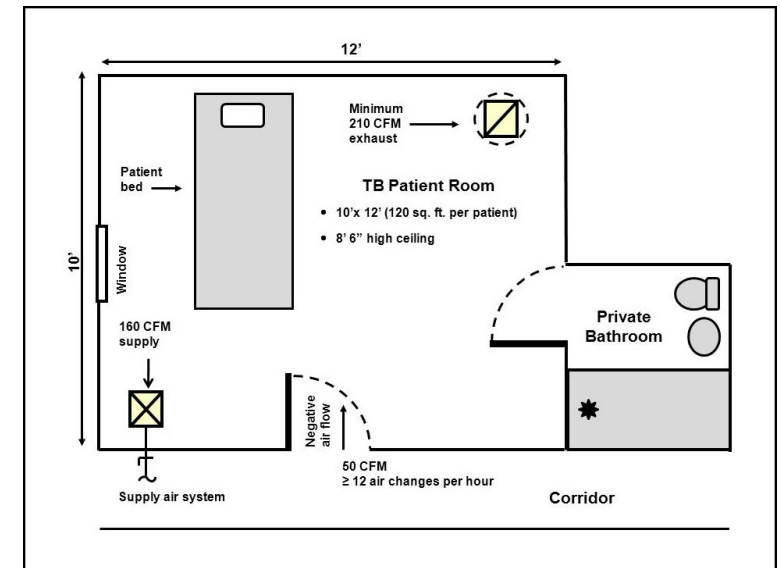 12’
Minimum
210 CFM
exhaust
Patient
bed
TB Patient Room
• 10’x 12’ (120 sq. ft. per patient)
• 8’ 6” high ceiling
10’
Window
Private
Bathroom
160 CFM
supply
Negative
air flow
50 CFM
≥ 12 air changes per hour
Supply air system
Corridor